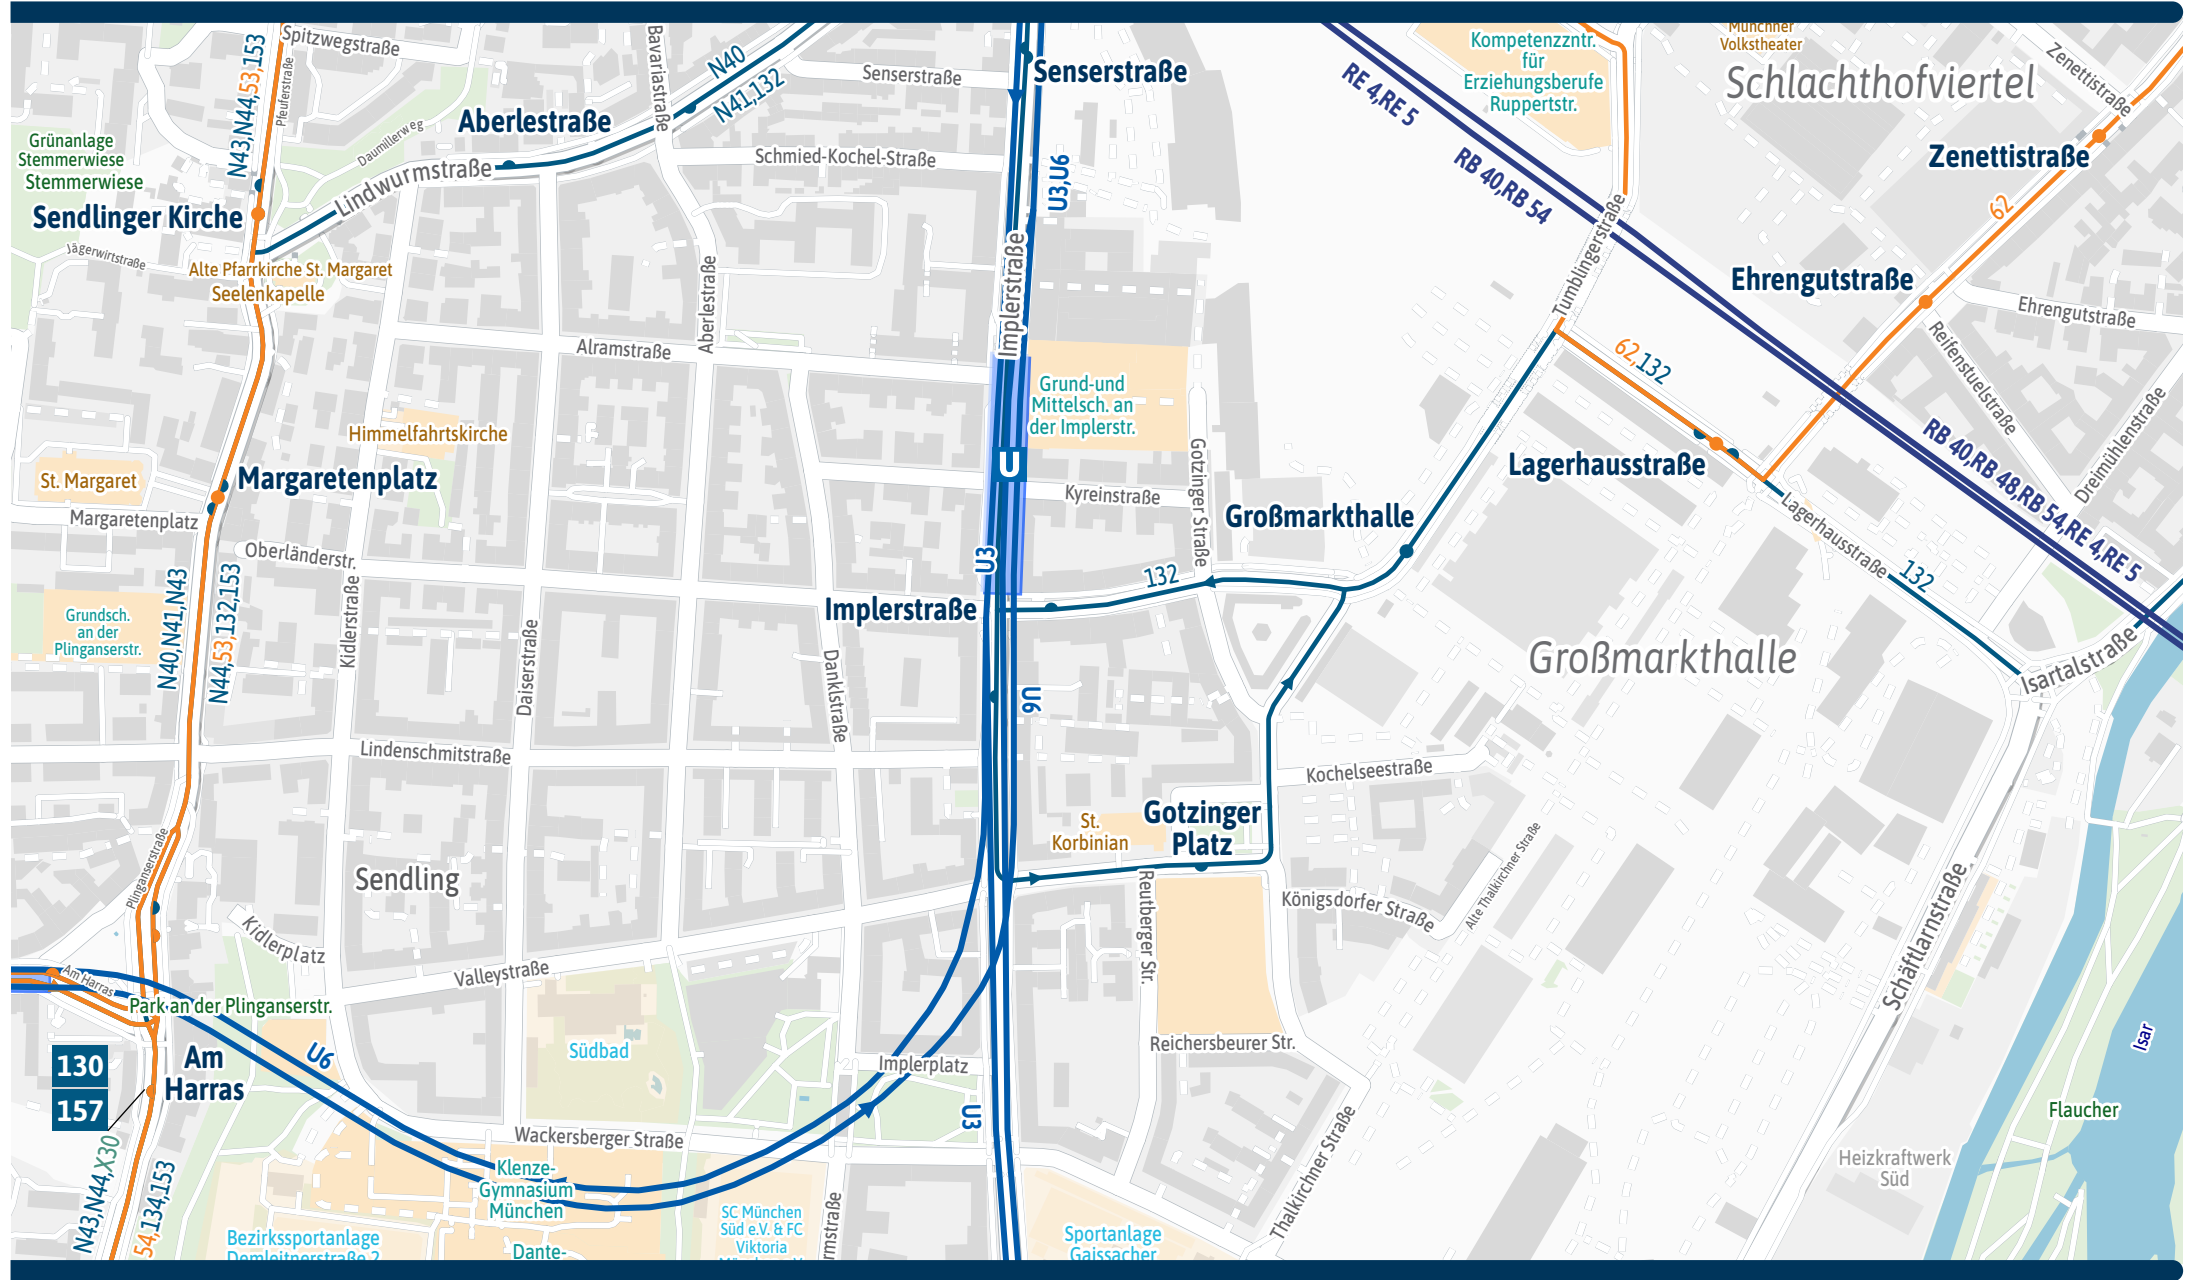 Spitzwegstraße
Pfeuferstraße
N43,N44,53,153
Bavariastraße
N40
N41,132
Senserstraße
Senserstraße
Aberlestraße
Daumillerweg
Lindwurmstraße
Schmied-Kochel-Straße
U3,U6
Grünanlage
Stemmerwiese
Stemmerwiese
Sendlinger Kirche
Jägerwirtstraße
Alte Pfarrkirche St. Margaret
Seelenkapelle
Aberlestraße
Implerstraße
Alramstraße
RE 4,RE 5
RB 40,RB 54
Kompetenzzntr.
für
Erziehungsberufe
Ruppertstr.
Münchner
Volkstheater
Schlachthofviertel
Zenettistraße
Zenettistraße
62
Ehrengutstraße
Ehrengutstraße
Reifenstuelstraße
Dreimühlenstraße
Tumblingerstraße
62,132
Lagerhausstraße
Lagerhausstraße
132
RB 40,RB 48,RB 54,RE 4,RE 5
Isartalstraße
Grund-und
Mittelsch. an
der Implerstr.
U
Gotzinger Straße
Kyreinstraße
Großmarkthalle
Großmarkthalle
132
Himmelfahrtskirche
St. Margaret
Margaretenplatz
Margaretenplatz
Oberländerstr.
Kidlerstraße
N40,N41,N43
N44,53,132,153
Grundsch.
an der
Plinganserstr.
U3
Implerstraße
U6
Daiserstraße
Danklstraße
Lindenschmitstraße
Kochelseestraße
Gotzinger
Platz
St.
Korbinian
Plinganserstraße
Sendling
Reutberger Str.
Königsdorfer Straße
Alte Thalkirchner Straße
Schäftlarnstraße
Kidlerplatz
Valleystraße
Am Harras
Park an der Plinganserstr.
U6
Südbad
Implerplatz
Reichersbeurer Str.
Isar
130
157
Am
Harras
U3
Wackersberger Straße
Thalkirchner Straße
Flaucher
Heizkraftwerk
Süd
N43,N44,X30
54,134,153
Klenze-
Gymnasium
München
SC München
Süd e.V. & FC
Viktoria
rmstraße
Bezirkssportanlage
Demleitnerstraße 2
Dante-
Sportanlage
Gaissacher